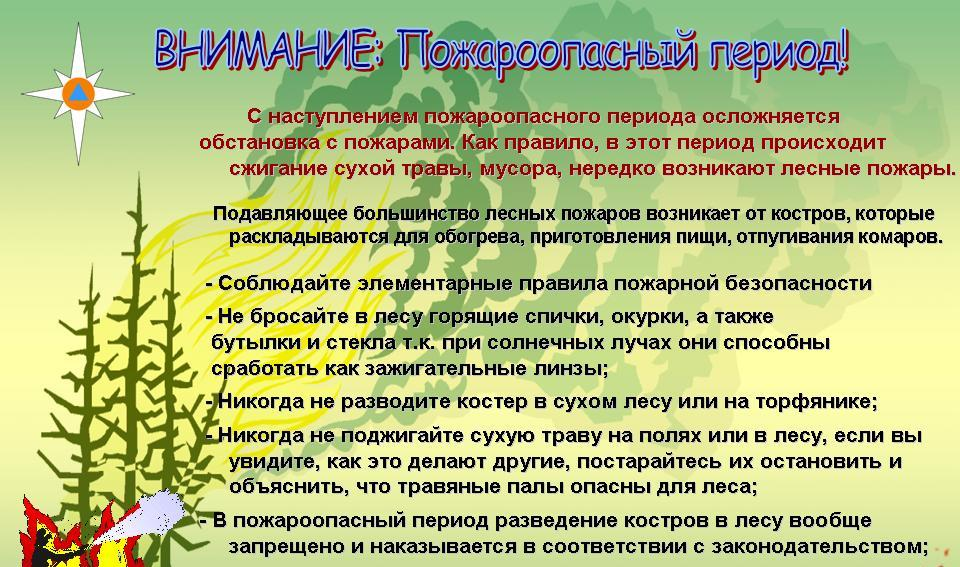 ВНИМАНИЕ: Пожароопасный период!
С наступлением пожароопасного периода осложняется
обстановка с пожарами. Как правило, в этот период происходит
сжигание сухой травы, мусора, нередко возникают лесные пожары.
Подавляющее большинство лесных пожаров возникает от костров, которые
раскладываются для обогрева, приготовления пищи, отпугивания комаров.
- Соблюдайте элементарные правила пожарной безопасности
- Не бросайте в лесу горящие спички, окурки, а также
бутылки и стекла т.к. при солнечных лучах они способны
сработать как зажигательные линзы;
- Никогда не разводите костер в сухом лесу или на торфянике;
- Никогда не поджигайте сухую траву на полях или в лесу, если вы
увидите, как это делают другие, постарайтесь их остановить и
объяснить, что травяные палы опасны для леса;
- В пожароопасный период разведение костров в лесу вообще
запрещено и наказывается в соответствии с законодательством;